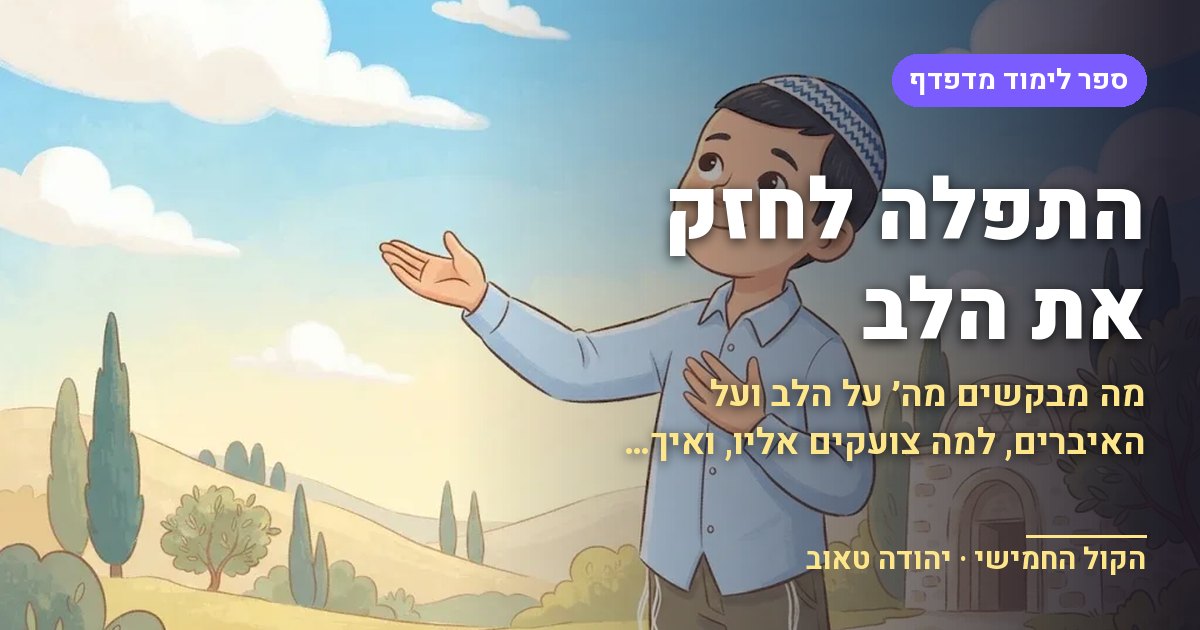 ספר לימוד מדפדף
התפלה לחזק
את הלב
מה מבקשים מה׳ על הלב ועל
האיברים, למה צועקים אליו, ואיך...
הקול החמישי · יהודה טאוב